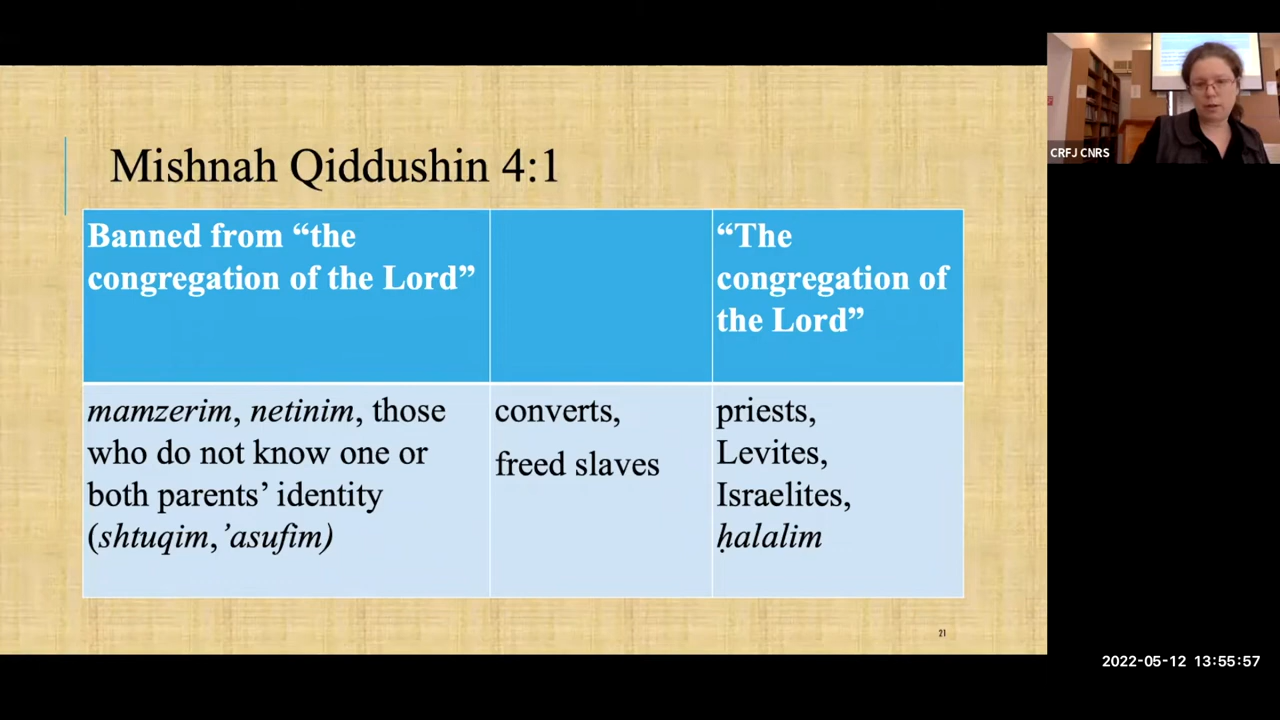 Mishnah Qiddushin 4:1
Banned from “the
congregation of the Lord”
“The
congregation of
the Lord”
mamzerim, netinim, those
who do not know one or
both parents’ identity
(shtuqim, ʾasufim)
converts,
freed slaves
priests,
Levites,
Israelites,
ḥalalim
21
CRFJ CNRS
2022-05-12 13:55:57